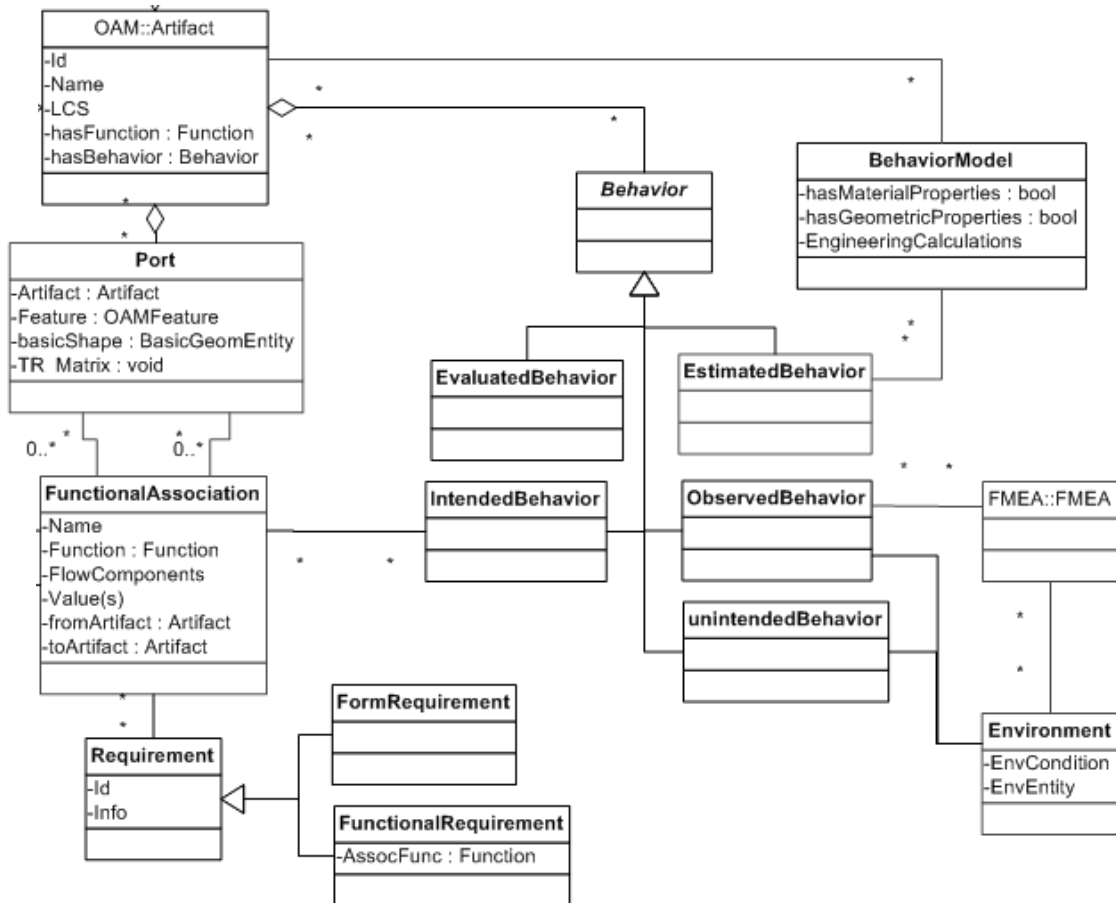 OAM::Artifact
-Id
-Name
-LCS
-hasFunction : Function
-hasBehavior : Behavior
*
*
*
*
*
*
Behavior
BehaviorModel
-hasMaterialProperties : bool
-hasGeometricProperties : bool
-EngineeringCalculations
Port
-Artifact : Artifact
-Feature : OAMFeature
-basicShape : BasicGeomEntity
-TR_Matrix : void
*
*
EvaluatedBehavior
EstimatedBehavior
0..*
*
0..*
*
FunctionalAssociation
-Name
-Function : Function
-FlowComponents
-Value(s)
-fromArtifact : Artifact
-toArtifact : Artifact
*
*
IntendedBehavior
ObservedBehavior
*
*
FMEA::FMEA
unintendedBehavior
*
*
*
*
FormRequirement
Requirement
-Id
-Info
FunctionalRequirement
-AssocFunc : Function
Environment
-EnvCondition
-EnvEntity